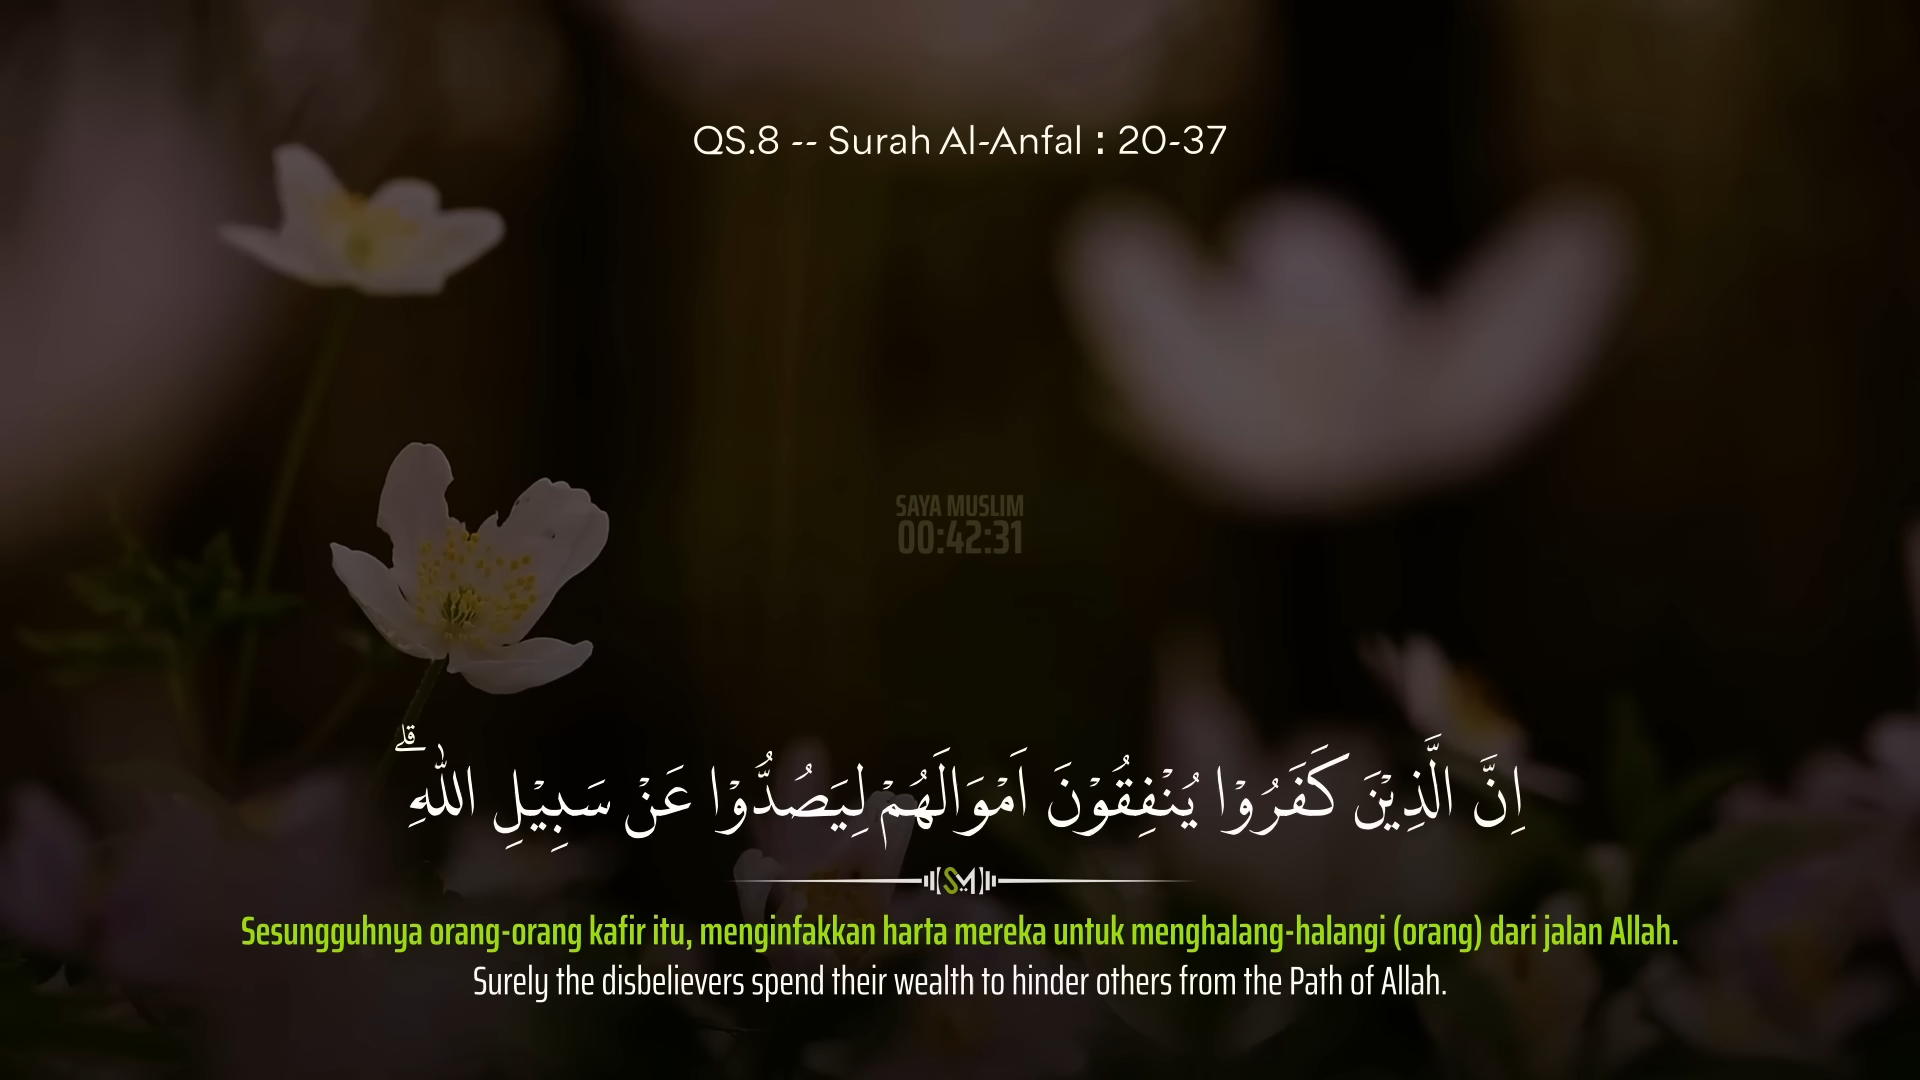 QS.8 -- Surah Al-Anfal : 20-37
SAYA MUSLIM
00:42:31
اِنَّ الَّذِيْنَ كَفَرُوْا يُنْفِقُوْنَ اَمْوَالَهُمْ لِيَصُدُّوْا عَنْ سَبِيْلِ اللّٰهِ ۗ
SM
Sesungguhnya orang-orang kafir itu, menginfakkan harta mereka untuk menghalang-halangi (orang) dari jalan Allah.
Surely the disbelievers spend their wealth to hinder others from the Path of Allah.